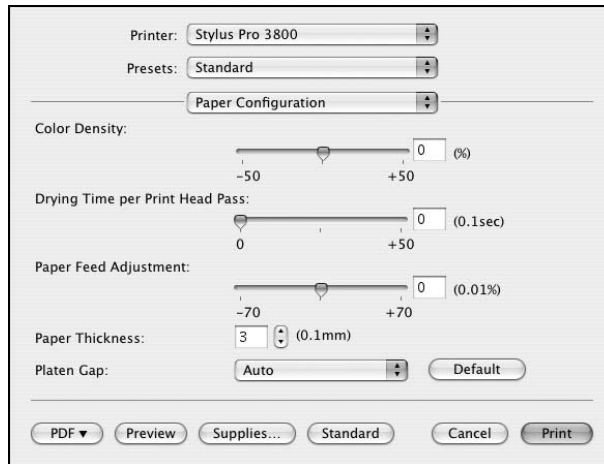 Printer: Stylus Pro 3800
Presets: Standard
Paper Configuration
Color Density:
0 (%)
-50 +50
Drying Time per Print Head Pass:
0 (0.1sec)
0 +50
Paper Feed Adjustment:
0 (0.01%)
-70 +70
Paper Thickness: 3 (0.1mm)
Platen Gap: Auto Default
PDF ▼ Preview Supplies... Standard Cancel Print